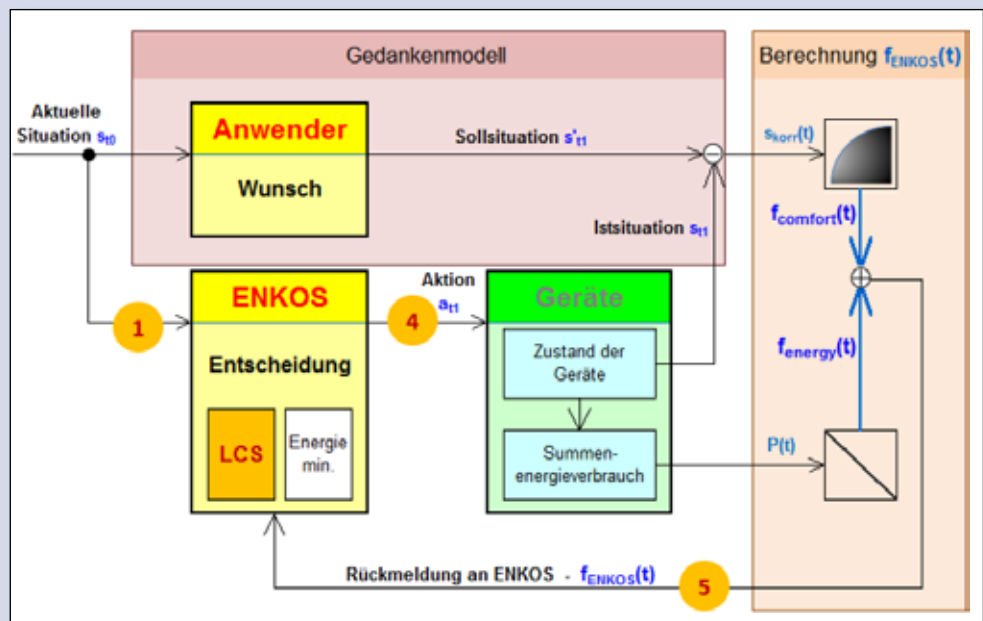 Gedankenmodell
Berechnung fENKOS(t)
Aktuelle
Situation st0
Anwender
Wunsch
Sollsituation s't1
skorr(t)
fcomfort(t)
Istsituation st1
ENKOS
Entscheidung
LCS
Energie
min.
1
4
Aktion
at1
Geräte
Zustand der
Geräte
Summen-
energieverbrauch
fenergy(t)
P(t)
Rückmeldung an ENKOS - fENKOS(t)
5